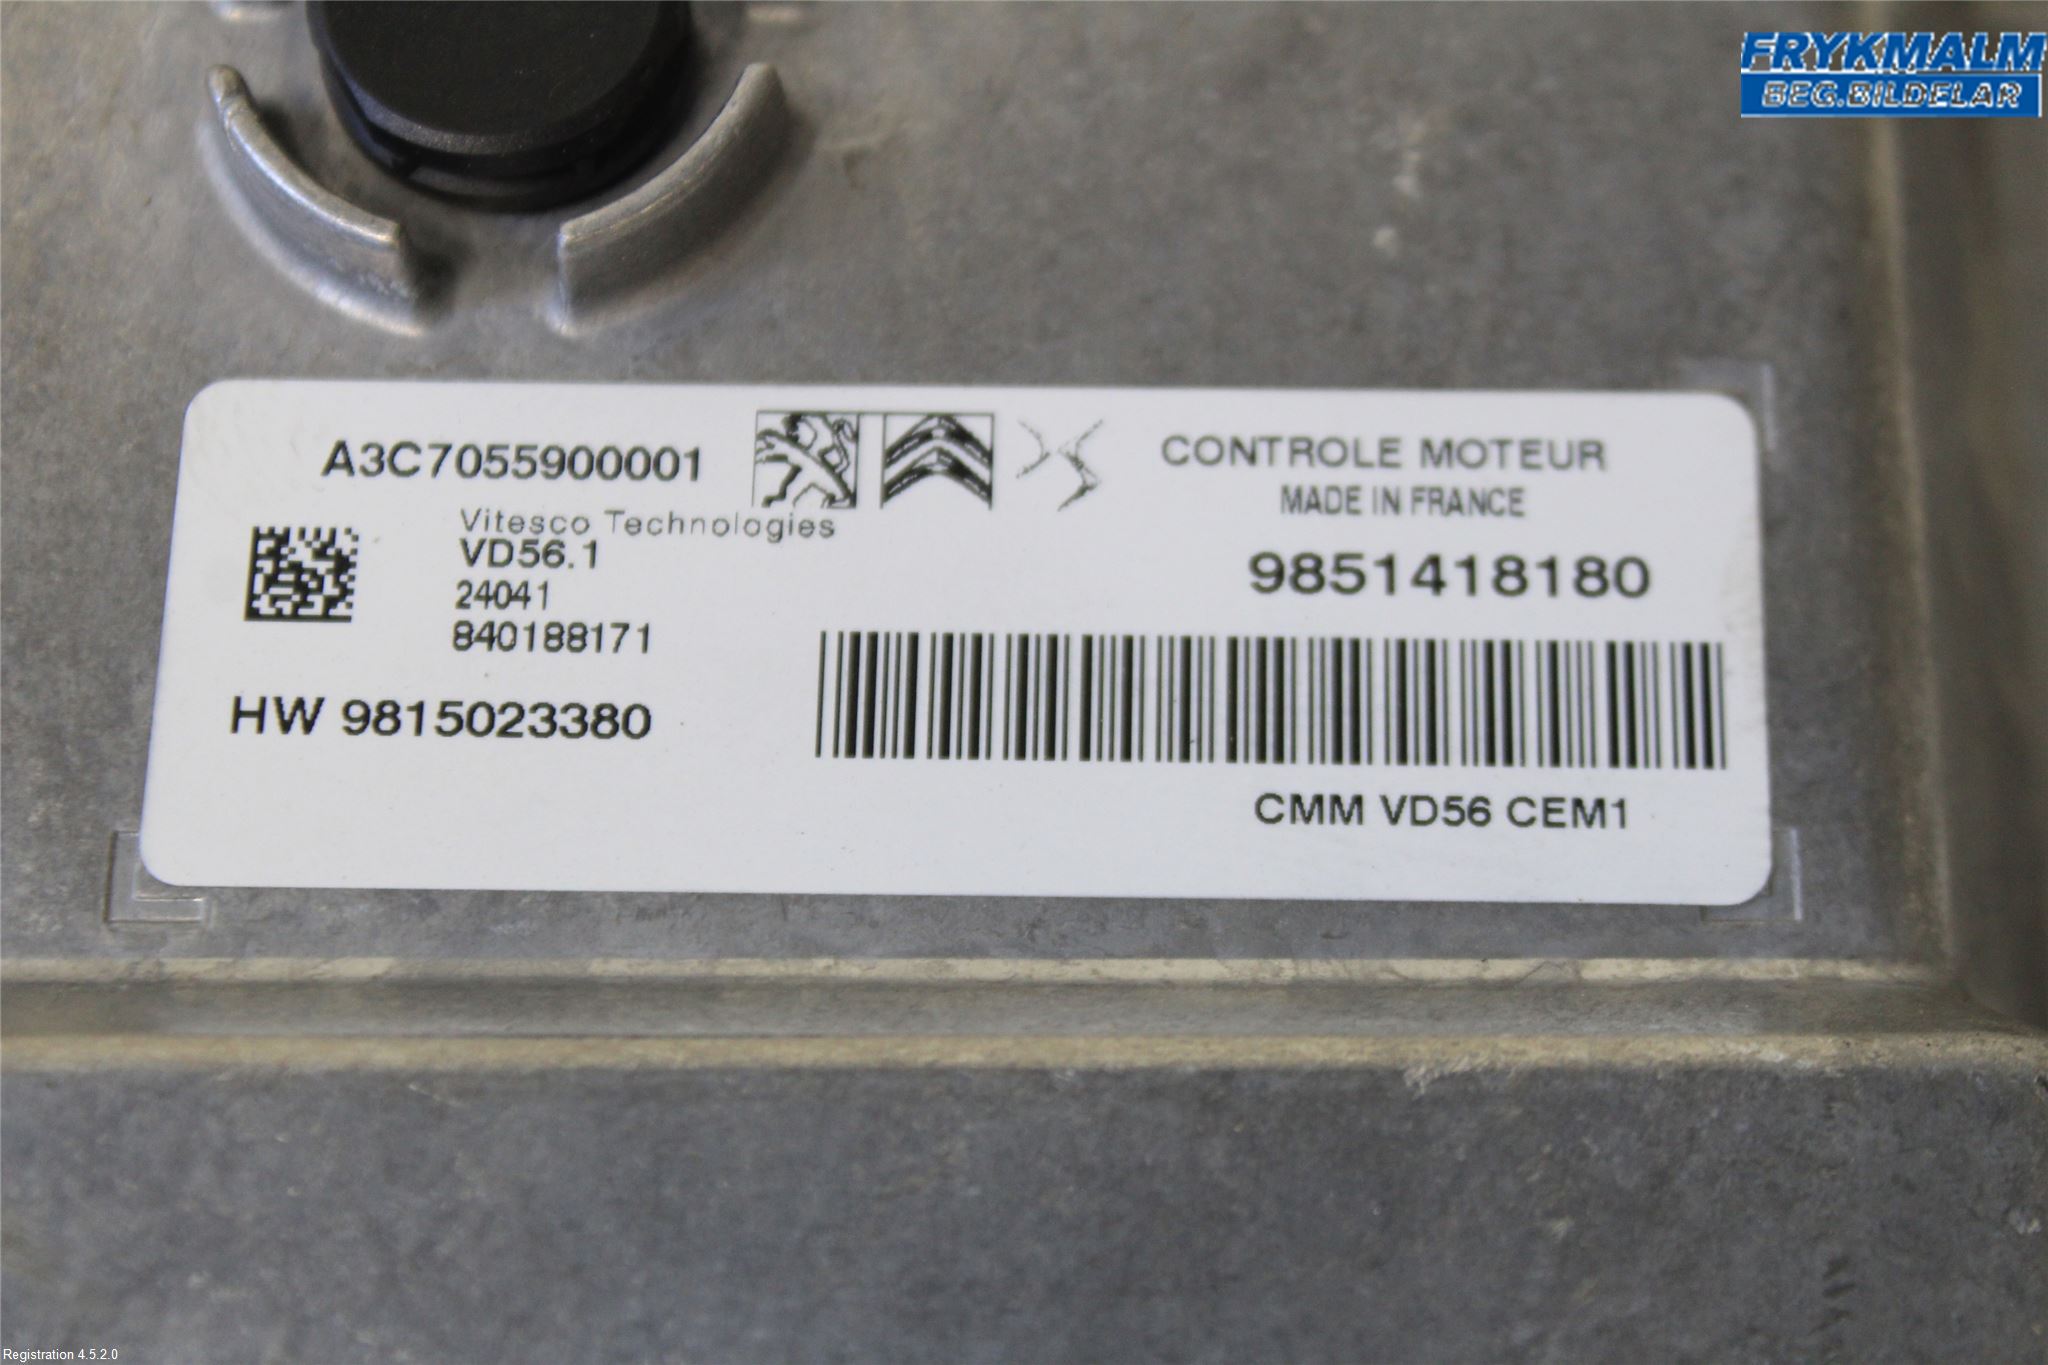 FRYKMALM
BEG.BILDELAR
A3C7055900001
CONTROLE MOTEUR
MADE IN FRANCE
Vitesco Technologies
VD56.1
24041
840188171
9851418180
HW 9815023380
CMM VD56 CEM1
Registration 4.5.2.0